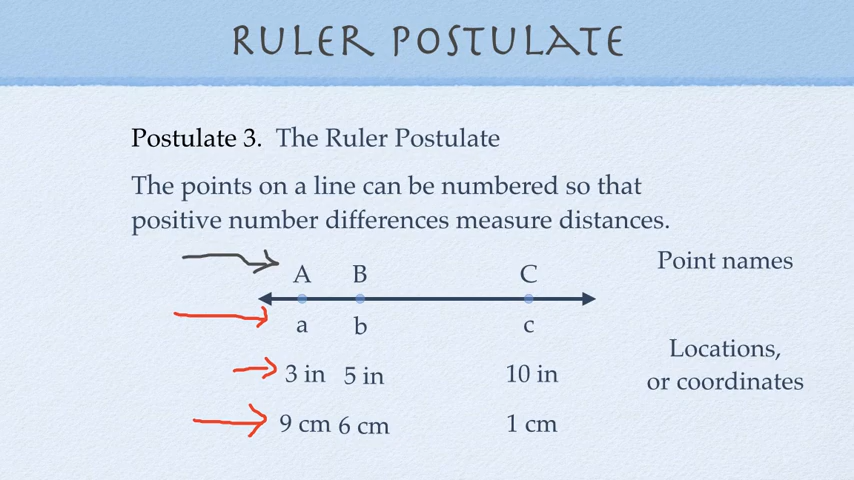 RULER POSTULATE
Postulate 3. The Ruler Postulate
The points on a line can be numbered so that
positive number differences measure distances.
A B C Point names
a b c
Locations,
or coordinates
3 in 5 in 10 in
9 cm 6 cm 1 cm